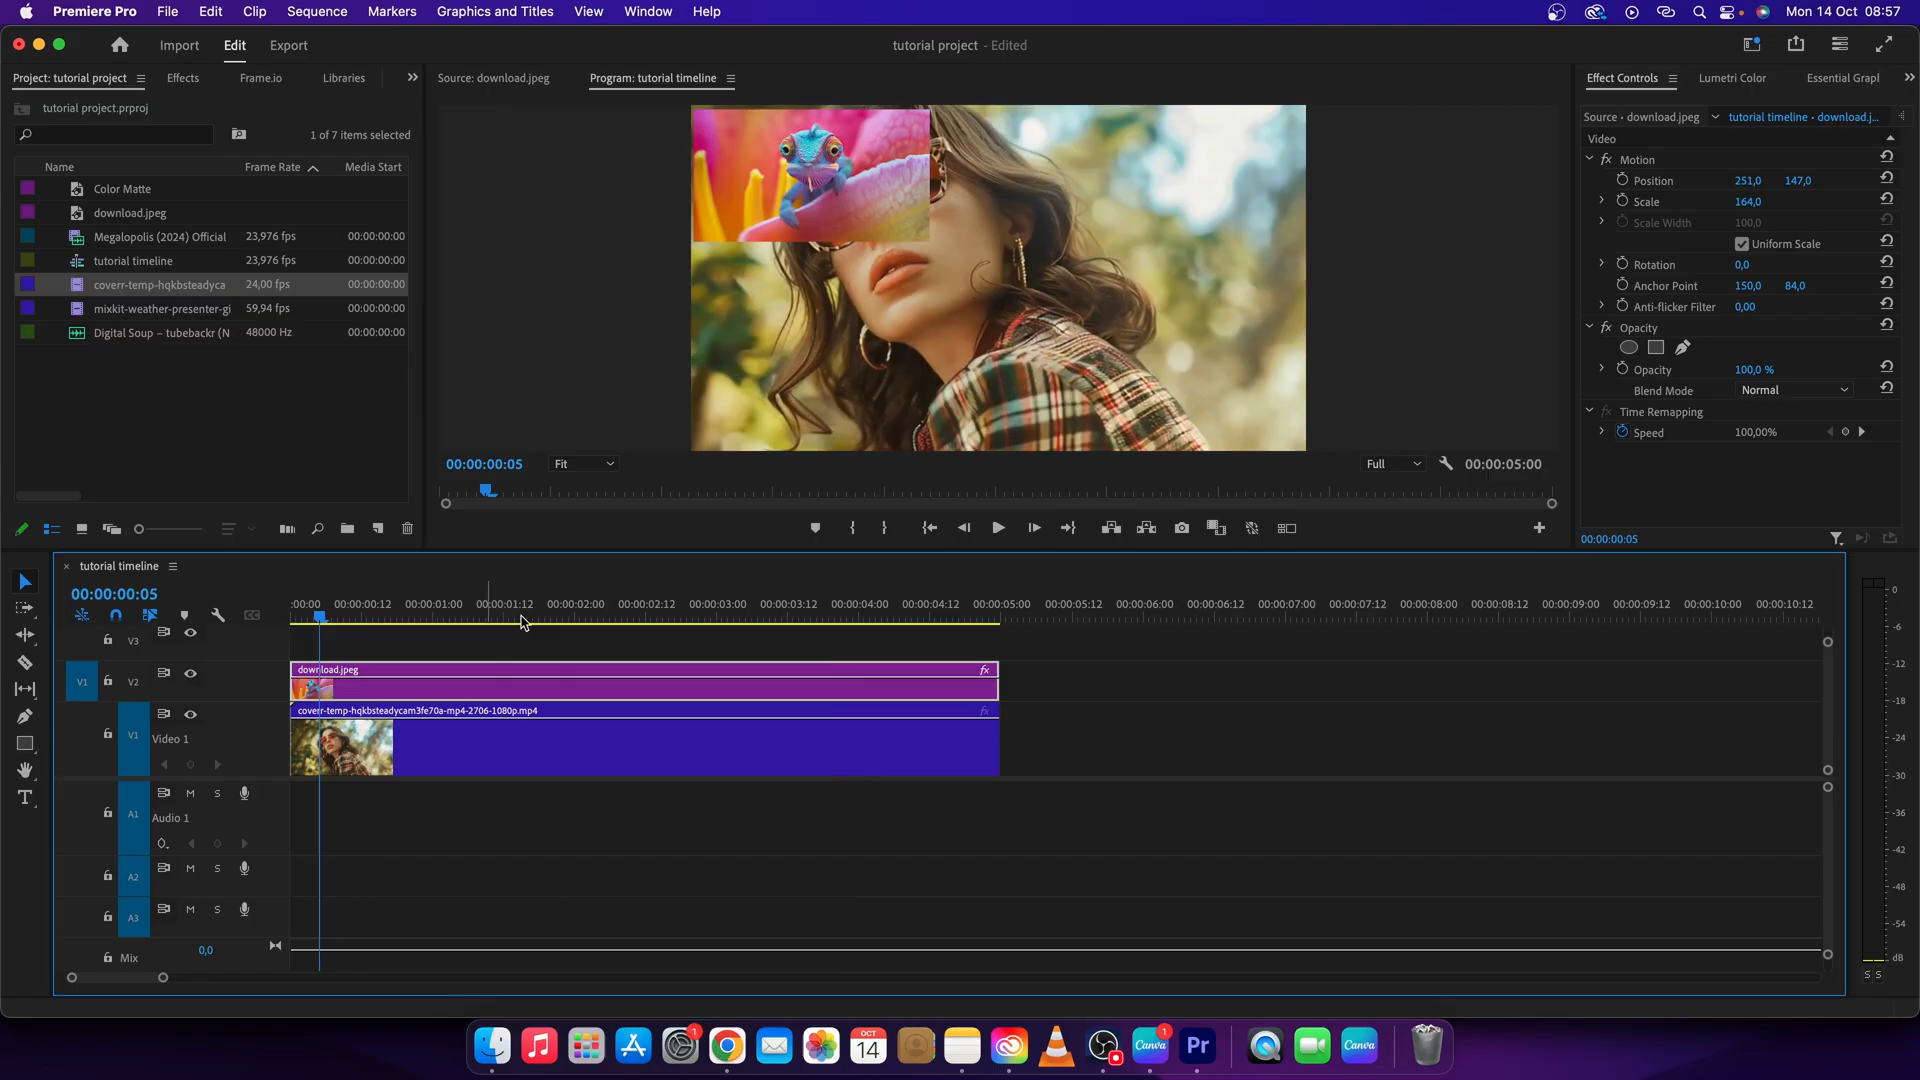 Premiere Pro File Edit Clip Sequence Markers Graphics and Titles View Window Help Mon 14 Oct 08:57
Import Edit Export tutorial project - Edited
Project: tutorial project Effects Frame.io Libraries Source: download.jpeg Program: tutorial timeline Effect Controls Lumetri Color Essential Grapl
tutorial project.prproj
1 of 7 items selected
Name Frame Rate Media Start
Color Matte
download.jpeg
Megalopolis (2024) Official 23,976 fps 00:00:00:00
tutorial timeline 23,976 fps 00:00:00:00
coverr-temp-hqkbsteadyca 24,00 fps 00:00:00:00
mixkit-weather-presenter-gi 59,94 fps 00:00:00:00
Digital Soup – tubebackr (N 48000 Hz 00:00:00:00
Source • download.jpeg tutorial timeline • download.j...
Video
fx Motion
Position 251,0 147,0
Scale 164,0
Scale Width 100,0
Uniform Scale
Rotation 0,0
Anchor Point 150,0 84,0
Anti-flicker Filter 0,00
fx Opacity
Opacity 100,0 %
Blend Mode Normal
fx Time Remapping
Speed 100,00%
00:00:00:05 Fit Full 00:00:05:00
00:00:00:05
tutorial timeline
00:00:00:05
:00:00 00:00:00:12 00:00:01:00 00:00:01:12 00:00:02:00 00:00:02:12 00:00:03:00 00:00:03:12 00:00:04:00 00:00:04:12 00:00:05:00 00:00:05:12 00:00:06:00 00:00:06:12 00:00:07:00 00:00:07:12 00:00:08:00 00:00:08:12 00:00:09:00 00:00:09:12 00:00:10:00 00:00:10:12
CC
V3
V1 V2 download.jpeg fx
V1 Video 1 coverr-temp-hqkbsteadycam3fe70a-mp4-2706-1080p.mp4 fx
A1 M S
Audio 1
A2 M S
A3 M S
Mix 0,0
0
-6
-12
-18
-24
-30
-36
-42
-48
-54
dB
S S
OCT
14
1
Canva 1
Pr
Canva